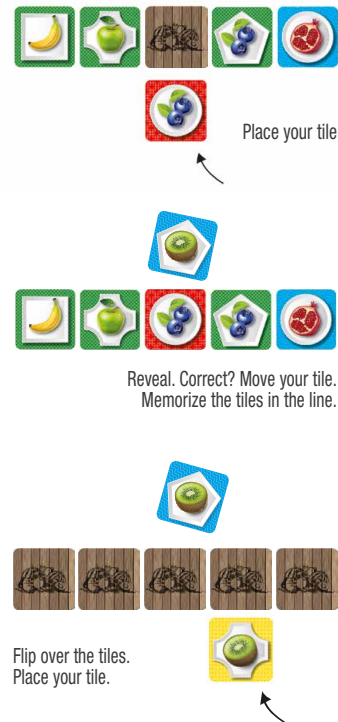 Place your tile
Reveal. Correct? Move your tile.
Memorize the tiles in the line.
Flip over the tiles.
Place your tile.